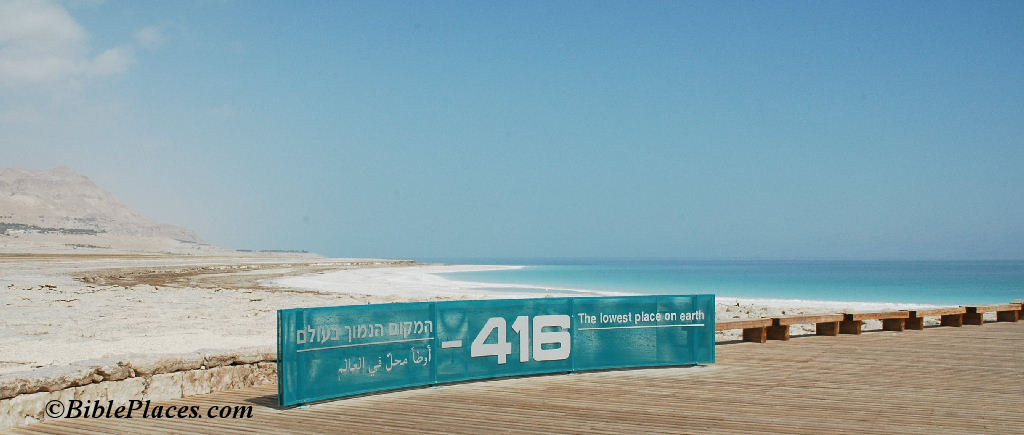 המקום הנמוך בעולם
أوطأ محل في العالم
-416
The lowest place on earth
©BiblePlaces.com